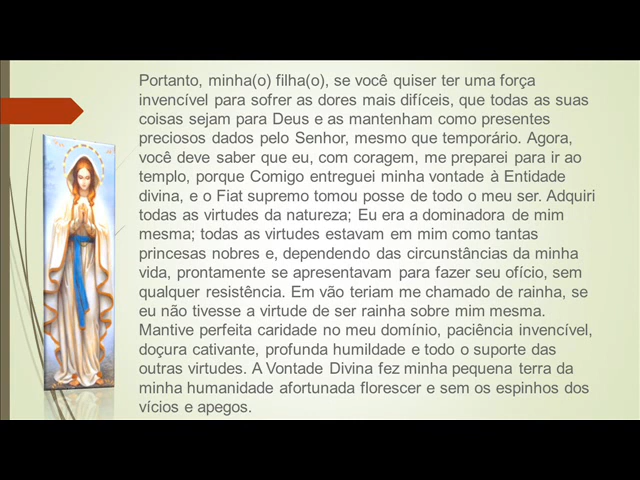 Portanto, minha(o) filha(o), se você quiser ter uma força
invencível para sofrer as dores mais difíceis, que todas as suas
coisas sejam para Deus e as mantenham como presentes
preciosos dados pelo Senhor, mesmo que temporário. Agora,
você deve saber que eu, com coragem, me preparei para ir ao
templo, porque Comigo entreguei minha vontade à Entidade
divina, e o Fiat supremo tomou posse de todo o meu ser. Adquiri
todas as virtudes da natureza; Eu era a dominadora de mim
mesma; todas as virtudes estavam em mim como tantas
princesas nobres e, dependendo das circunstâncias da minha
vida, prontamente se apresentavam para fazer seu ofício, sem
qualquer resistência. Em vão teriam me chamado de rainha, se
eu não tivesse a virtude de ser rainha sobre mim mesma.
Mantive perfeita caridade no meu domínio, paciência invencível,
doçura cativante, profunda humildade e todo o suporte das
outras virtudes. A Vontade Divina fez minha pequena terra da
minha humanidade afortunada florescer e sem os espinhos dos
vícios e apegos.